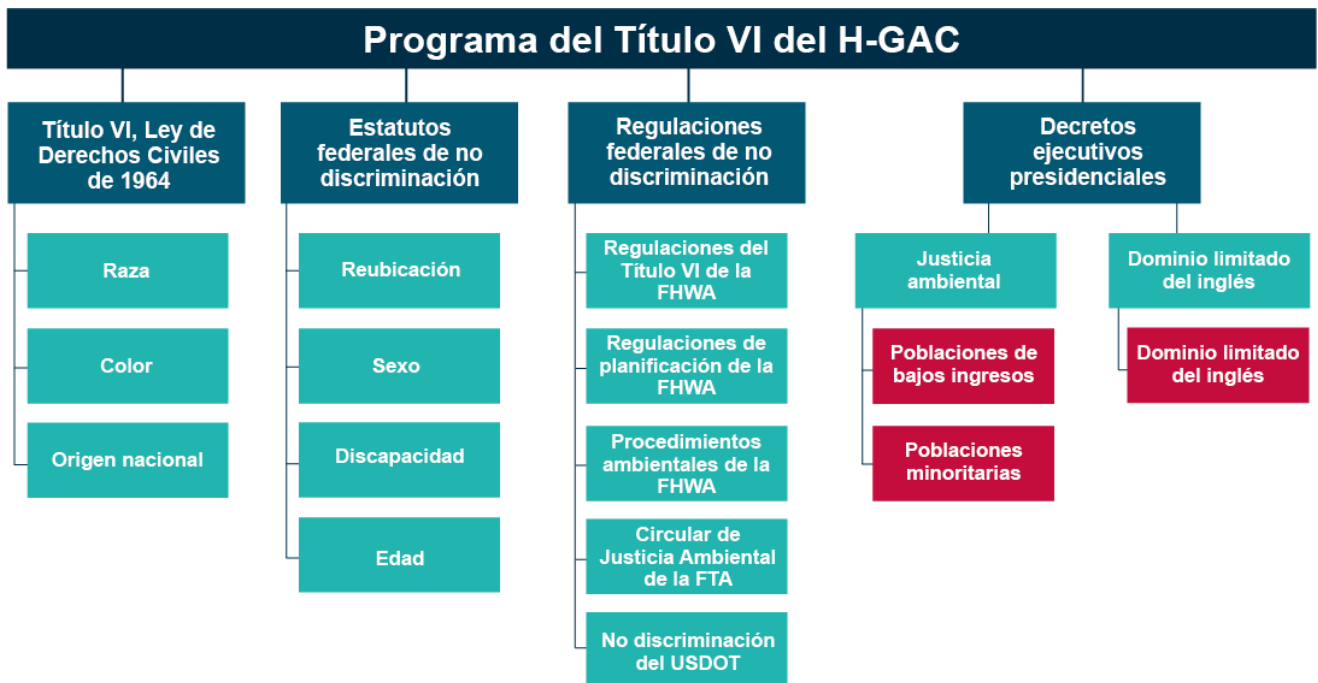 Programa del Título VI del H-GAC
Título VI, Ley de
Derechos Civiles
de 1964
Raza
Color
Origen nacional
Estatutos
federales de no
discriminación
Reubicación
Sexo
Discapacidad
Edad
Regulaciones
federales de no
discriminación
Regulaciones del
Título VI de la
FHWA
Regulaciones de
planificación de la
FHWA
Procedimientos
ambientales de la
FHWA
Circular de
Justicia Ambiental
de la FTA
No discriminación
del USDOT
Decretos
ejecutivos
presidenciales
Justicia
ambiental
Poblaciones de
bajos ingresos
Poblaciones
minoritarias
Dominio limitado
del inglés
Dominio limitado
del inglés